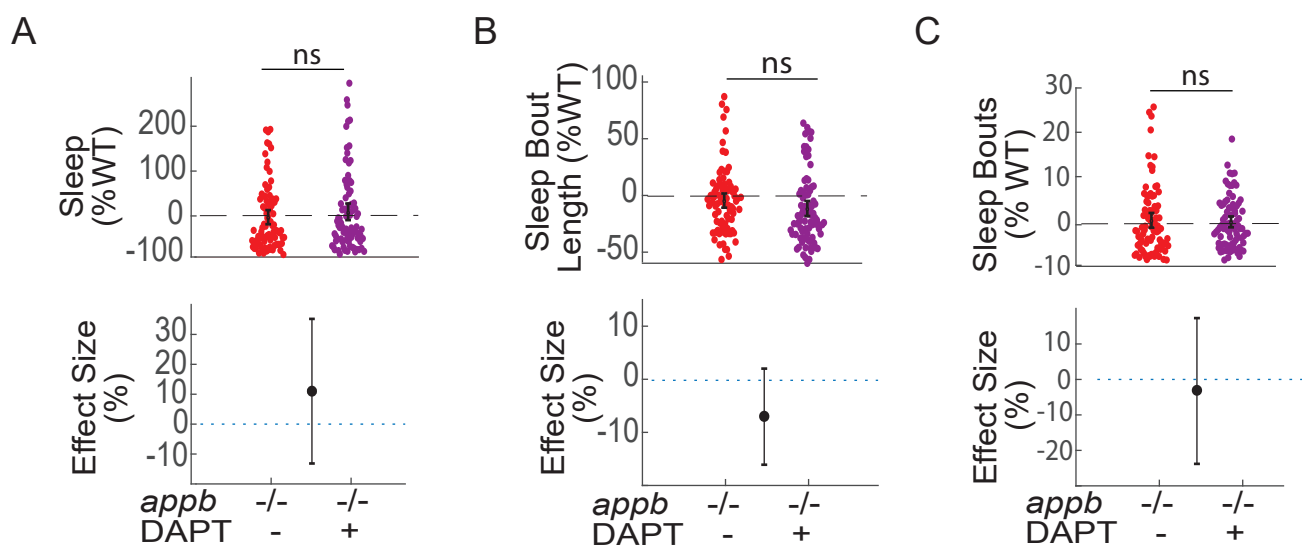 A
ns
Sleep
(%WT)
200
100
0
-100
Effect Size
(%)
30
20
10
0
-10
appb -/- -/-
DAPT - +
B
ns
Sleep Bout
Length (%WT)
100
50
0
-50
Effect Size
(%)
10
0
-10
-/- -/-
- +
C
ns
Sleep Bouts
(% WT)
30
20
10
0
-10
Effect Size
(%)
10
0
-10
-20
appb -/- -/-
DAPT - +